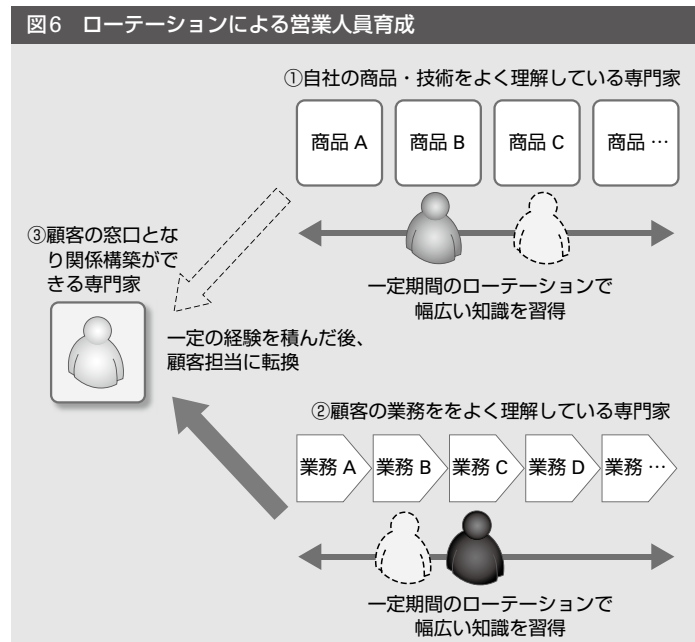 図6 ローテーションによる営業人員育成
①自社の商品・技術をよく理解している専門家
商品 A
商品 B
商品 C
商品 …
一定期間のローテーションで
幅広い知識を習得
③顧客の窓口とな
り関係構築がで
きる専門家
一定の経験を積んだ後、
顧客担当に転換
②顧客の業務ををよく理解している専門家
業務 A
業務 B
業務 C
業務 D
業務 …
一定期間のローテーションで
幅広い知識を習得